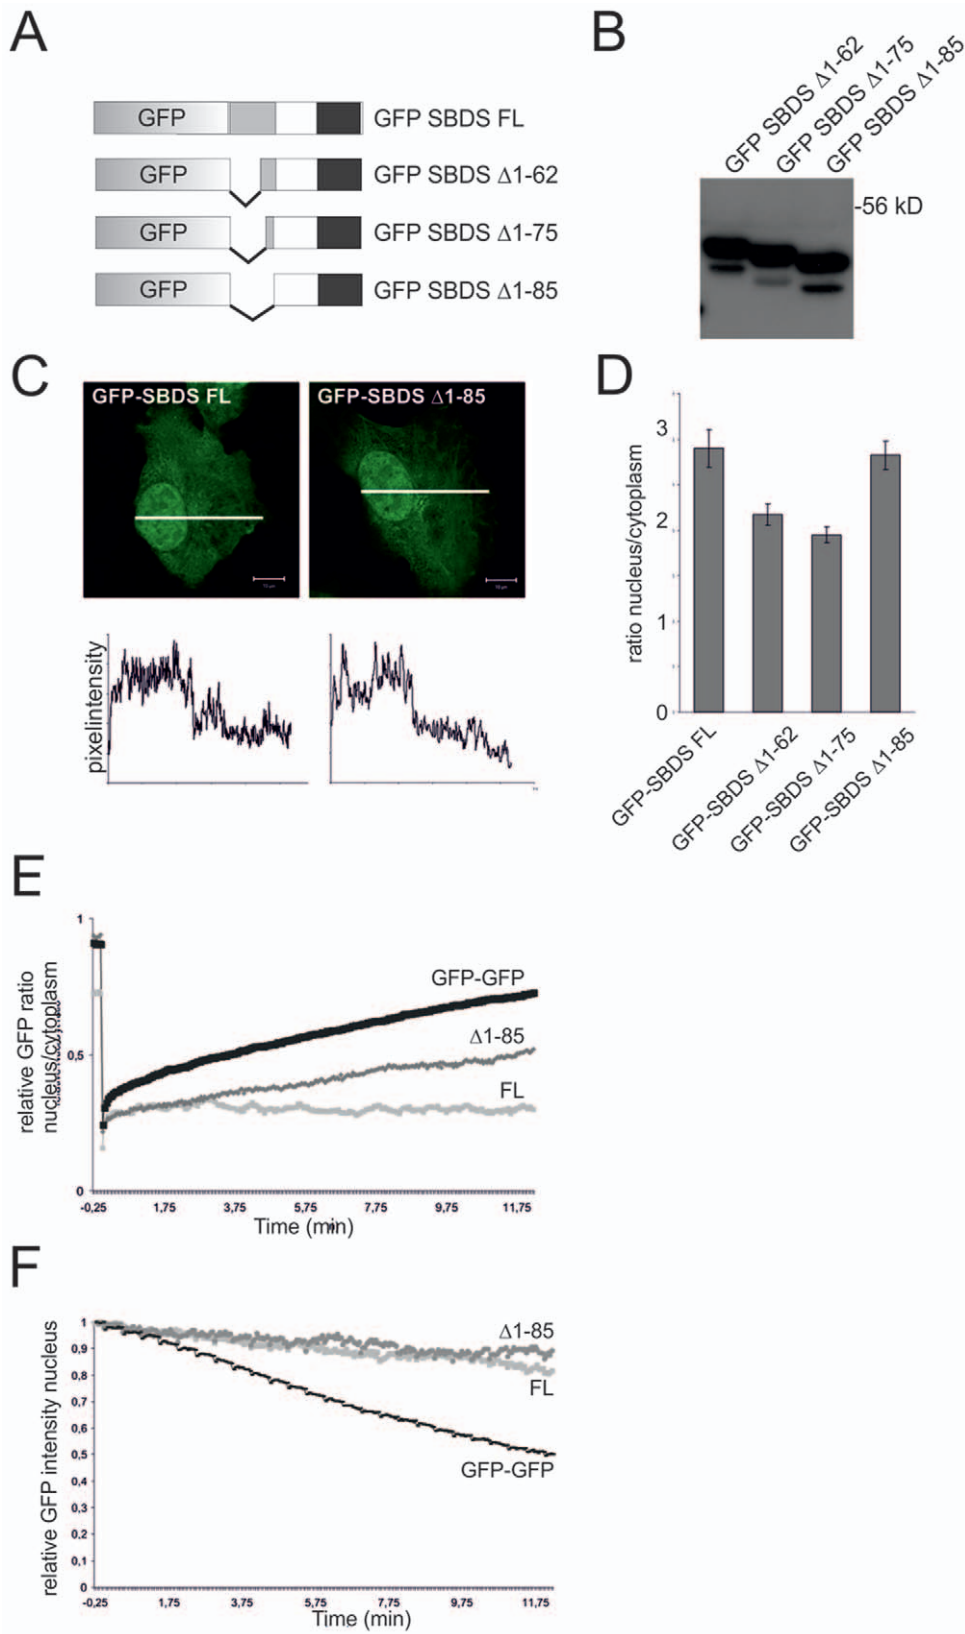 A
GFP
GFP SBDS FL
GFP
GFP SBDS Δ1-62
GFP
GFP SBDS Δ1-75
GFP
GFP SBDS Δ1-85
B
GFP SBDS Δ1-62
GFP SBDS Δ1-75
GFP SBDS Δ1-85
-56 kD
C
GFP-SBDS FL
GFP-SBDS Δ1-85
pixelintensity
D
ratio nucleus/cytoplasm
3
2
1
0
GFP-SBDS FL
GFP-SBDS Δ1-62
GFP-SBDS Δ1-75
GFP-SBDS Δ1-85
E
relative GFP ratio
nucleus/cytoplasm
1
0,5
0
GFP-GFP
Δ1-85
FL
-0,25 1,75 3,75 5,75 7,75 9,75 11,75
Time (min)
F
relative GFP intensity nucleus
1
0,9
0,8
0,7
0,6
0,5
0,4
0,3
0,2
0,1
0
Δ1-85
FL
GFP-GFP
-0,25 1,75 3,75 5,75 7,75 9,75 11,75
Time (min)